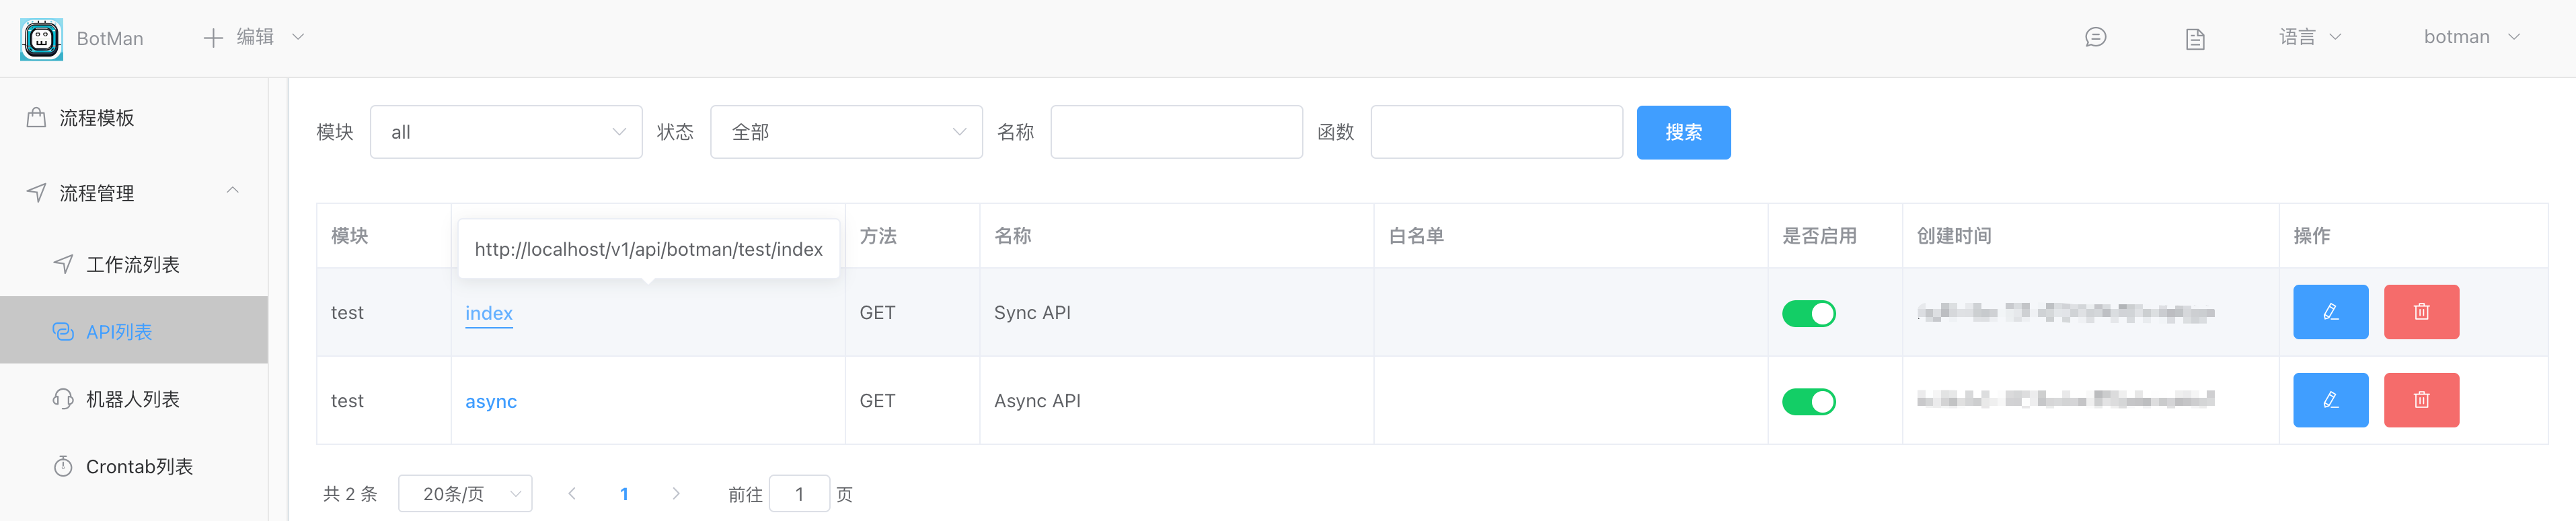 BotMan 编辑 语言 botman
流程模板
流程管理
工作流列表
API列表
机器人列表
Crontab列表
模块 all 状态 全部 名称 函数 搜索
模块 方法 名称 白名单 是否启用 创建时间 操作
http://localhost/v1/api/botman/test/index
test index GET Sync API
test async GET Async API
共 2 条 20条/页 1 前往 1 页